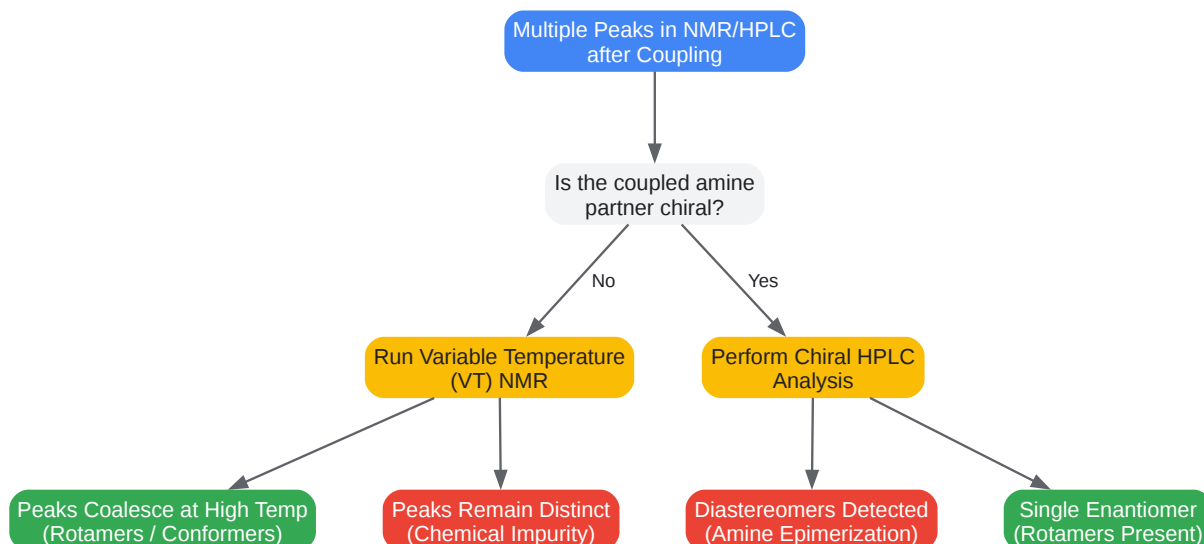 Multiple Peaks in NMR/HPLC
after Coupling
Is the coupled amine
partner chiral?
No
Yes
Run Variable Temperature
(VT) NMR
Perform Chiral HPLC
Analysis
Peaks Coalesce at High Temp
(Rotamers / Conformers)
Peaks Remain Distinct
(Chemical Impurity)
Diastereomers Detected
(Amine Epimerization)
Single Enantiomer
(Rotamers Present)